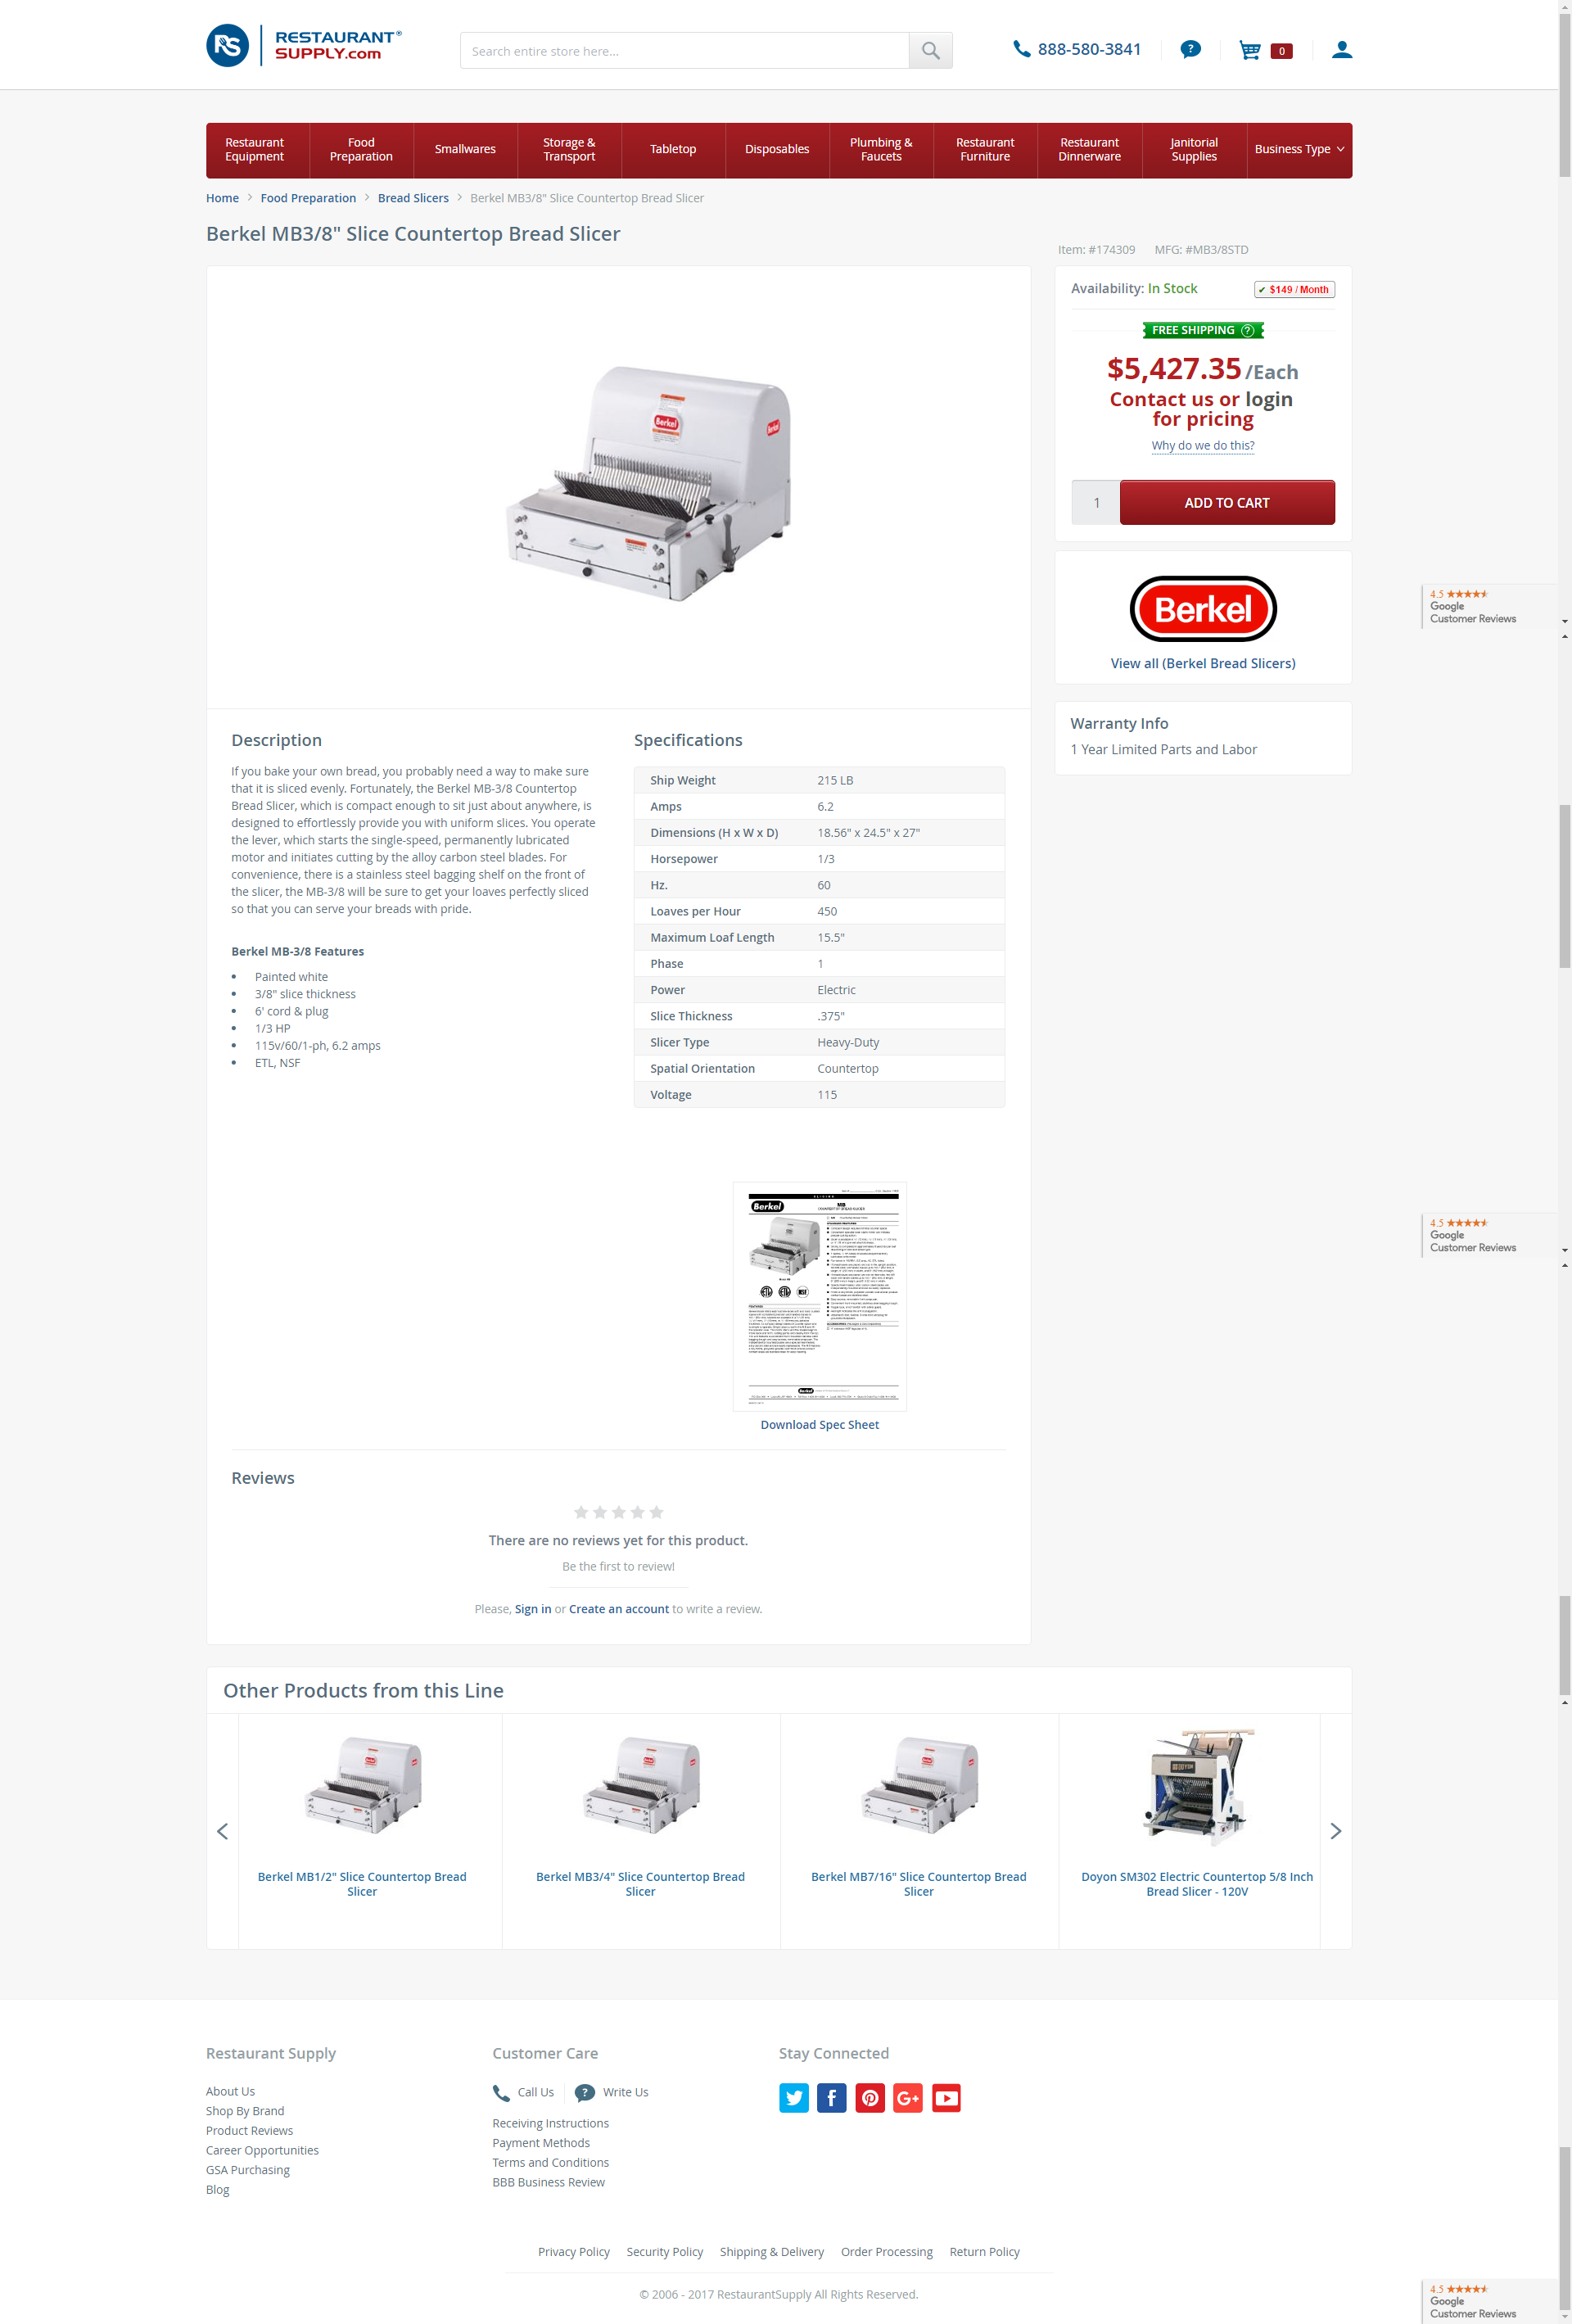 RS RESTAURANT®
SUPPLY.com
Search entire store here...
888-580-3841
?
0
Restaurant
Equipment
Food
Preparation
Smallwares
Storage &
Transport
Tabletop
Disposables
Plumbing &
Faucets
Restaurant
Furniture
Restaurant
Dinnerware
Janitorial
Supplies
Business Type
Home > Food Preparation > Bread Slicers > Berkel MB3/8" Slice Countertop Bread Slicer
Berkel MB3/8" Slice Countertop Bread Slicer
Item: #174309 MFG: #MB3/8STD
Availability: In Stock
✔ $149 / Month
FREE SHIPPING ?
$5,427.35 /Each
Contact us or login
for pricing
Why do we do this?
1
ADD TO CART
Berkel
Berkel
Berkel
View all (Berkel Bread Slicers)
4.5 ★★★★★
Google
Customer Reviews
Warranty Info
1 Year Limited Parts and Labor
Description
If you bake your own bread, you probably need a way to make sure
that it is sliced evenly. Fortunately, the Berkel MB-3/8 Countertop
Bread Slicer, which is compact enough to sit just about anywhere, is
designed to effortlessly provide you with uniform slices. You operate
the lever, which starts the single-speed, permanently lubricated
motor and initiates cutting by the alloy carbon steel blades. For
convenience, there is a stainless steel bagging shelf on the front of
the slicer, the MB-3/8 will be sure to get your loaves perfectly sliced
so that you can serve your breads with pride.
Berkel MB-3/8 Features
• Painted white
• 3/8" slice thickness
• 6' cord & plug
• 1/3 HP
• 115v/60/1-ph, 6.2 amps
• ETL, NSF
Specifications
Ship Weight 215 LB
Amps 6.2
Dimensions (H x W x D) 18.56" x 24.5" x 27"
Horsepower 1/3
Hz. 60
Loaves per Hour 450
Maximum Loaf Length 15.5"
Phase 1
Power Electric
Slice Thickness .375"
Slicer Type Heavy-Duty
Spatial Orientation Countertop
Voltage 115
Berkel
MB
Download Spec Sheet
4.5 ★★★★★
Google
Customer Reviews
Reviews
There are no reviews yet for this product.
Be the first to review!
Please, Sign in or Create an account to write a review.
Other Products from this Line
Berkel MB1/2" Slice Countertop Bread
Slicer
Berkel MB3/4" Slice Countertop Bread
Slicer
Berkel MB7/16" Slice Countertop Bread
Slicer
DOYON
Doyon SM302 Electric Countertop 5/8 Inch
Bread Slicer - 120V
Restaurant Supply
About Us
Shop By Brand
Product Reviews
Career Opportunities
GSA Purchasing
Blog
Customer Care
Call Us
? Write Us
Receiving Instructions
Payment Methods
Terms and Conditions
BBB Business Review
Stay Connected
Privacy Policy Security Policy Shipping & Delivery Order Processing Return Policy
© 2006 - 2017 RestaurantSupply All Rights Reserved.
4.5 ★★★★★
Google
Customer Reviews